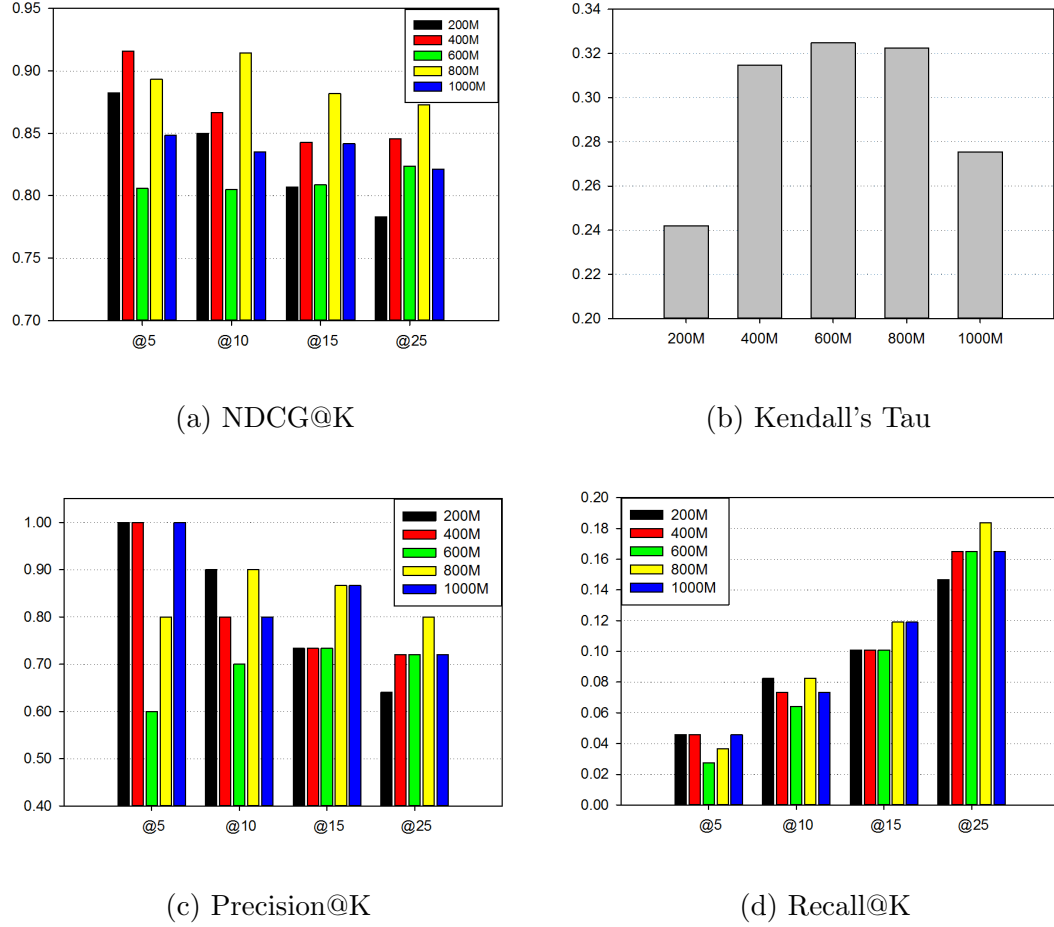 0.95
0.90
0.85
0.80
0.75
0.70
@5 @10 @15 @25
200M
400M
600M
800M
1000M
(a) NDCG@K
0.34
0.32
0.30
0.28
0.26
0.24
0.22
0.20
200M 400M 600M 800M 1000M
(b) Kendall's Tau
1.00
0.90
0.80
0.70
0.60
0.50
0.40
@5 @10 @15 @25
200M
400M
600M
800M
1000M
(c) Precision@K
0.20
0.18
0.16
0.14
0.12
0.10
0.08
0.06
0.04
0.02
0.00
@5 @10 @15 @25
200M
400M
600M
800M
1000M
(d) Recall@K